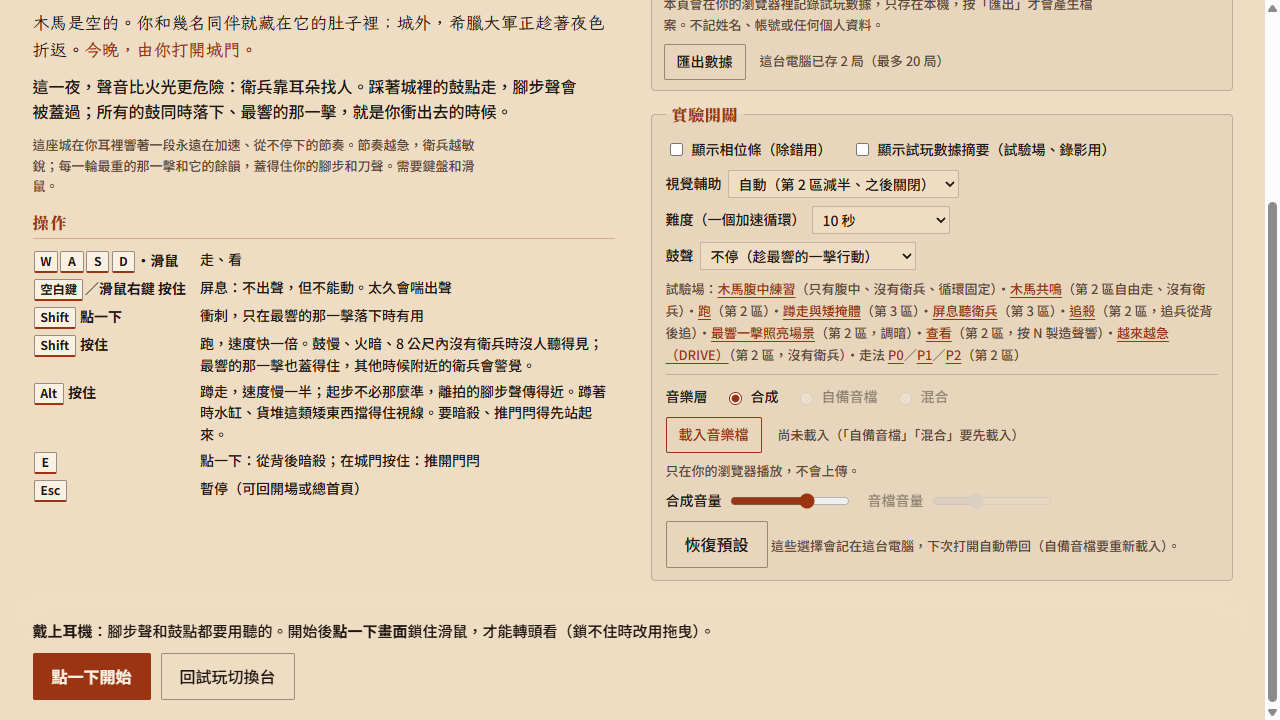 木馬是空的。你和幾名同伴就藏在它的肚子裡；城外，希臘大軍正趁著夜色
折返。今晚，由你打開城門。
這一夜，聲音比火光更危險：衛兵靠耳朵找人。踩著城裡的鼓點走，腳步聲會
被蓋過；所有的鼓同時落下、最響的那一擊，就是你衝出去的時候。
這座城在你耳裡響著一段永遠在加速、從不停下的節奏。節奏越急，衛兵越敏
銳；每一輪最重的那一擊和它的餘韻，蓋得住你的腳步和刀聲。需要鍵盤和滑
鼠。
操作
W A S D・滑鼠 走、看
空白鍵／滑鼠右鍵 按住 屏息：不出聲，但不能動。太久會喘出聲
Shift 點一下 衝刺，只在最響的那一擊落下時有用
Shift 按住 跑，速度快一倍。鼓慢、火暗、8 公尺內沒有衛兵時沒人聽得見；
最響的那一擊也蓋得住，其他時候附近的衛兵會警覺。
Alt 按住 蹲走，速度慢一半；起步不必那麼準，離拍的腳步聲傳得近。蹲著
時水缸、貨堆這類矮東西擋得住視線。要暗殺、推門閂得先站起
來。
E 點一下：從背後暗殺；在城門按住：推開門閂
Esc 暫停（可回開場或總首頁）
本頁會在你的瀏覽器裡記錄試玩數據，只存在本機，按「匯出」才會產生檔
案。不記姓名、帳號或任何個人資料。
匯出數據 這台電腦已存 2 局（最多 20 局）
實驗開關
顯示相位條（除錯用） 顯示試玩數據摘要（試驗場、錄影用）
視覺輔助 自動（第 2 區減半、之後關閉）
難度（一個加速循環） 10 秒
鼓聲 不停（趁最響的一擊行動）
試驗場：木馬腹中練習（只有腹中、沒有衛兵、循環固定）・木馬共鳴（第 2 區自由走、沒有衛
兵）・跑（第 2 區）・蹲走與矮掩體（第 3 區）・屏息聽衛兵（第 3 區）・追殺（第 2 區，追兵從背
後追）・最響一擊照亮場景（第 2 區，調暗）・查看（第 2 區，按 N 製造聲響）・越來越急
（DRIVE）（第 2 區，沒有衛兵）・走法 P0／P1／P2（第 2 區）
音樂層 合成 自備音檔 混合
載入音樂檔 尚未載入（「自備音檔」「混合」要先載入）
只在你的瀏覽器播放，不會上傳。
合成音量 音檔音量
恢復預設 這些選擇會記在這台電腦，下次打開自動帶回（自備音檔要重新載入）。
戴上耳機：腳步聲和鼓點都要用聽的。開始後點一下畫面鎖住滑鼠，才能轉頭看（鎖不住時改用拖曳）。
點一下開始 回試玩切換台